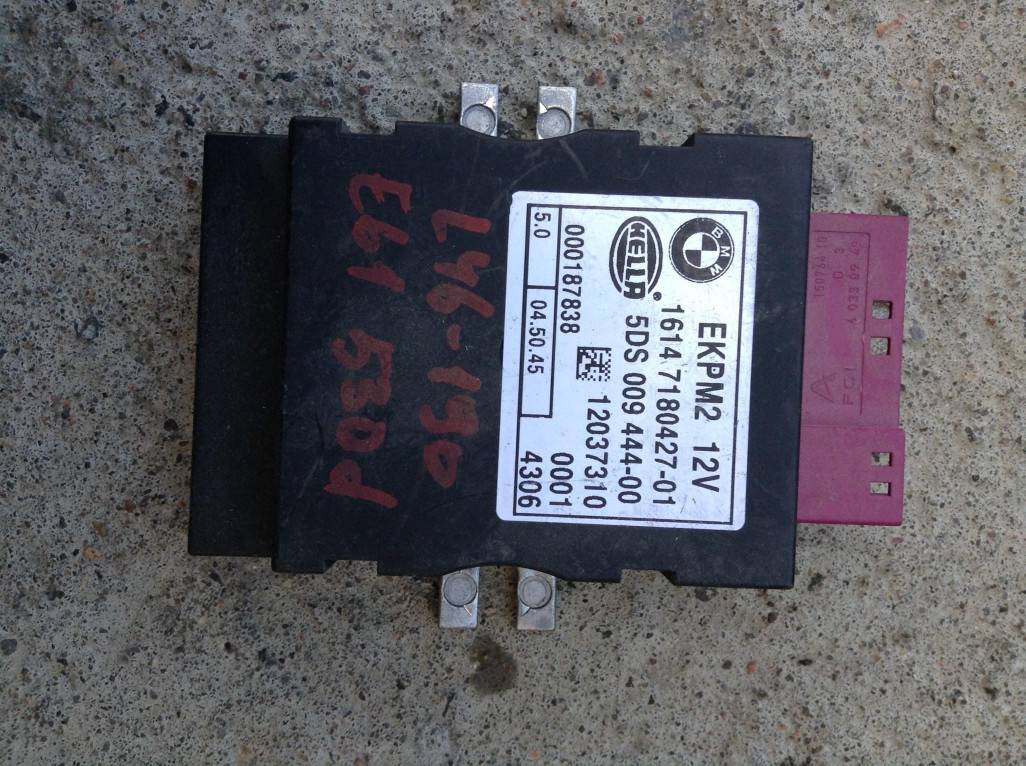 BMW
EKPM2 12V
1614 7180427-01
HELLA® 5DS 009 444-00
12037310
000187838
0001
5.0
04.50.45
4306
L46-190
E61 530d
A